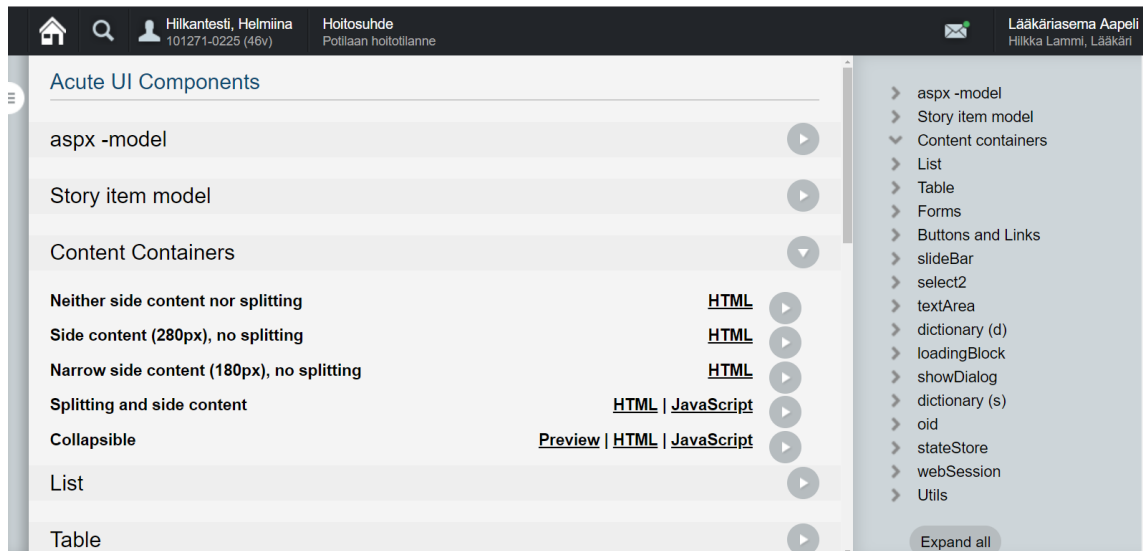 Hilkantesti, Helmiina
101271-0225 (46v)
Hoitosuhde
Potilaan hoitotilanne
Lääkäriasema Aapeli
Hilkka Lammi, Lääkäri
Acute UI Components
aspx -model
Story item model
Content Containers
Neither side content nor splitting HTML
Side content (280px), no splitting HTML
Narrow side content (180px), no splitting HTML
Splitting and side content HTML | JavaScript
Collapsible Preview | HTML | JavaScript
List
Table
aspx -model
Story item model
Content containers
List
Table
Forms
Buttons and Links
slideBar
select2
textArea
dictionary (d)
loadingBlock
showDialog
dictionary (s)
oid
stateStore
webSession
Utils
Expand all